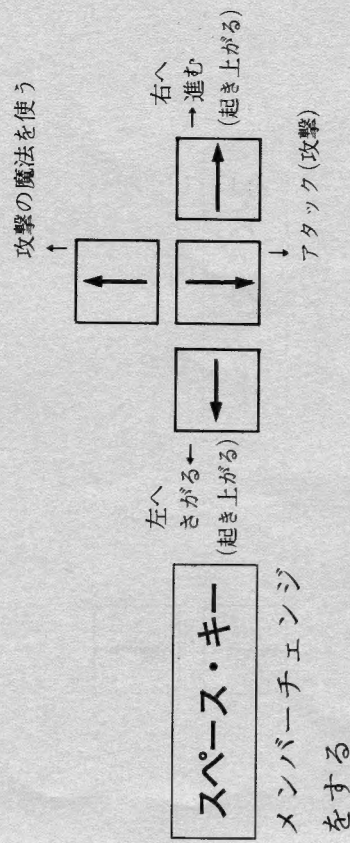 攻撃の魔法を使う
↑
↑
左へ
さがる←
(起き上がる)
←
↓
→
右へ
→進む
(起き上がる)
↓
アタック(攻撃)
スペース・キー
メンバーチェンジ
をする